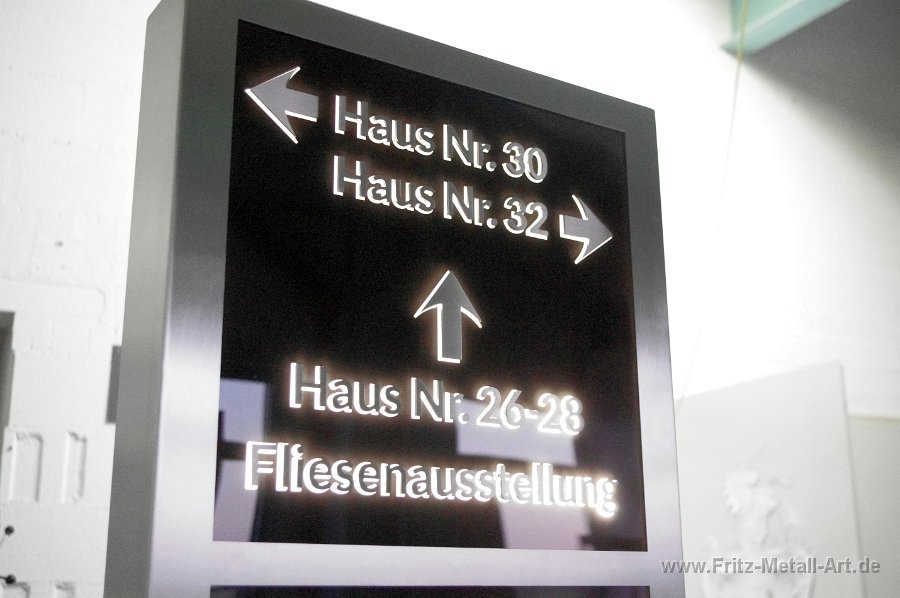 Haus Nr. 30
Haus Nr. 32
Haus Nr. 26-28
Fliesenausstellung
www.Fritz-Metall-Art.de